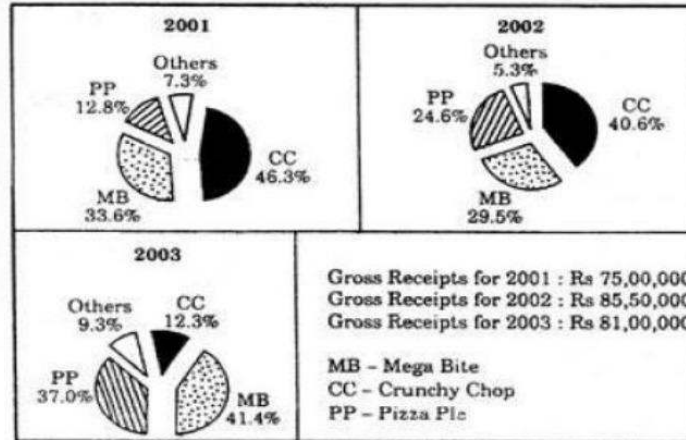 2001
Others
7.3%
PP
12.8%
CC
46.3%
MB
33.6%
2002
Others
5.3%
PP
24.6%
CC
40.6%
MB
29.5%
2003
Others
9.3%
CC
12.3%
PP
37.0%
MB
41.4%
Gross Receipts for 2001 : Rs 75,00,000
Gross Receipts for 2002 : Rs 85,50,000
Gross Receipts for 2003 : Rs 81,00,000
MB – Mega Bite
CC – Crunchy Chop
PP – Pizza Ple